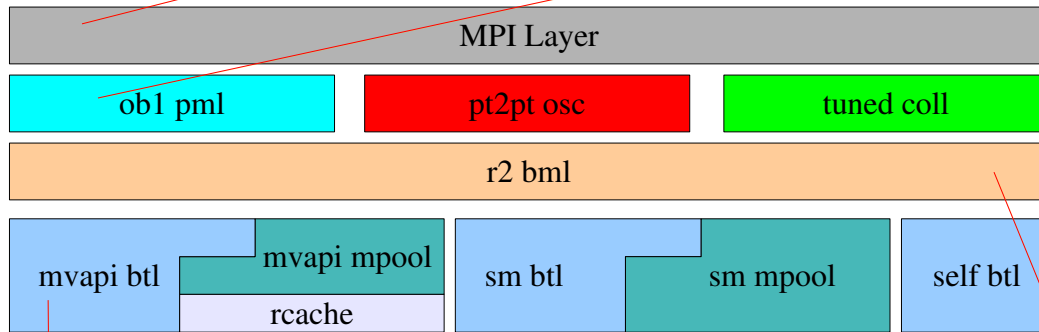 MPI Layer
ob1 pml
pt2pt osc
tuned coll
r2 bml
mvapi btl
mvapi mpool
rcache
sm btl
sm mpool
self btl